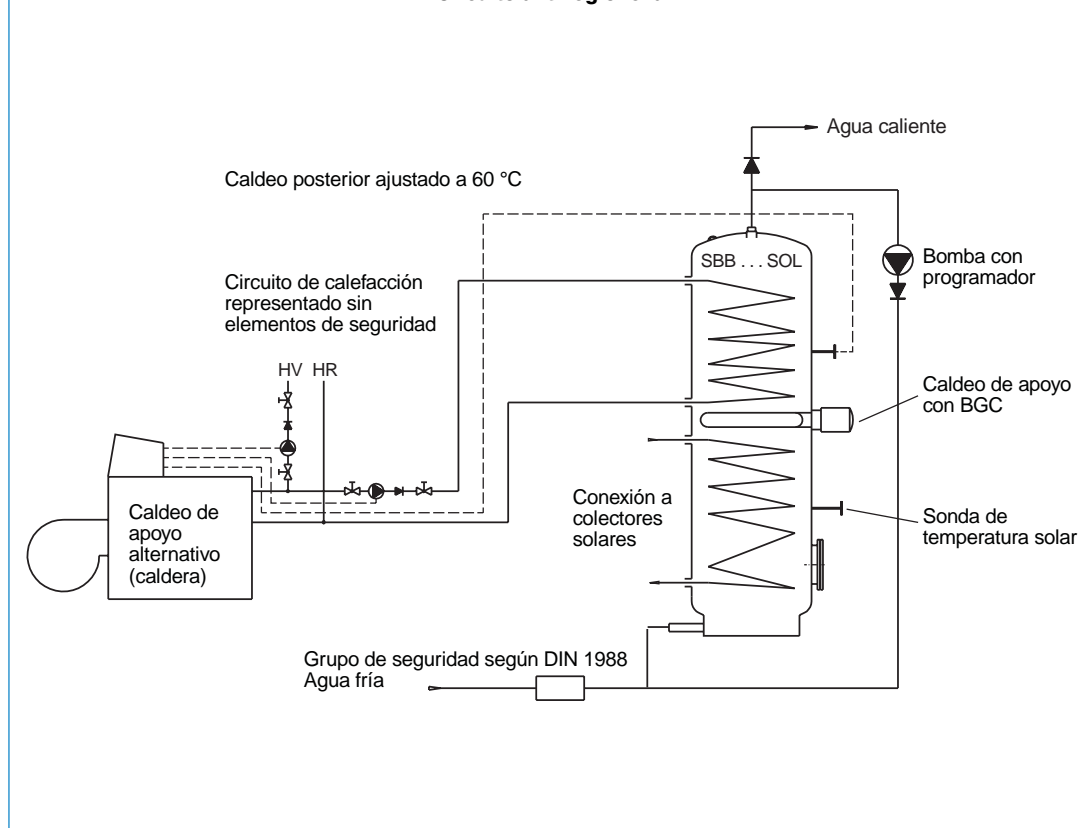 Agua caliente
Caldeo posterior ajustado a 60 °C
SBB . . . SOL
Bomba con
programador
Circuito de calefacción
representado sin
elementos de seguridad
HV HR
Caldeo de apoyo
con BGC
Caldeo de
apoyo
alternativo
(caldera)
Conexión a
colectores
solares
Sonda de
temperatura solar
Grupo de seguridad según DIN 1988
Agua fría